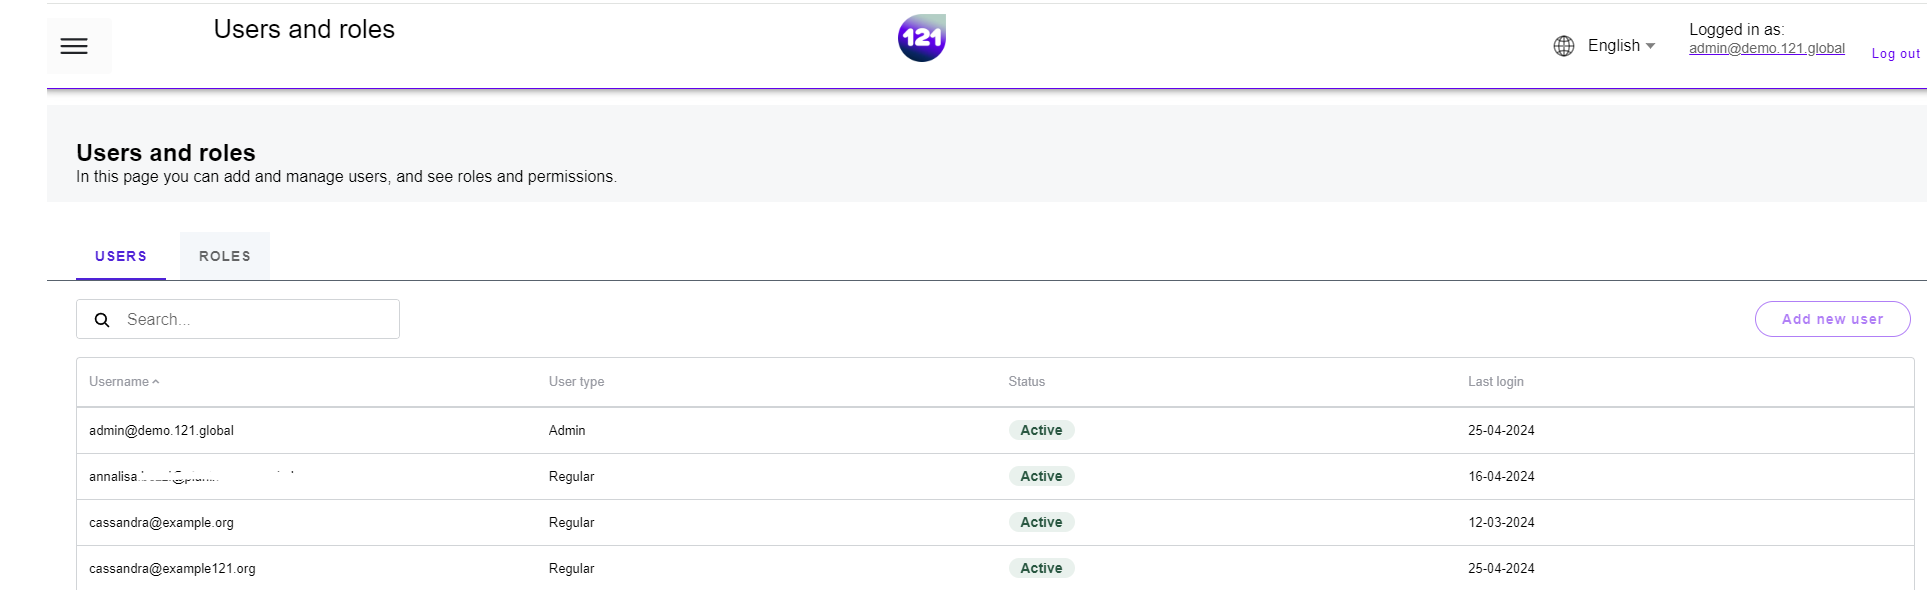 Users and roles
121
English
Logged in as:
admin@demo.121.global
Log out
Users and roles
In this page you can add and manage users, and see roles and permissions.
USERS ROLES
Search...
Add new user
Username User type Status Last login
admin@demo.121.global Admin Active 25-04-2024
annalisa Regular Active 16-04-2024
cassandra@example.org Regular Active 12-03-2024
cassandra@example121.org Regular Active 25-04-2024